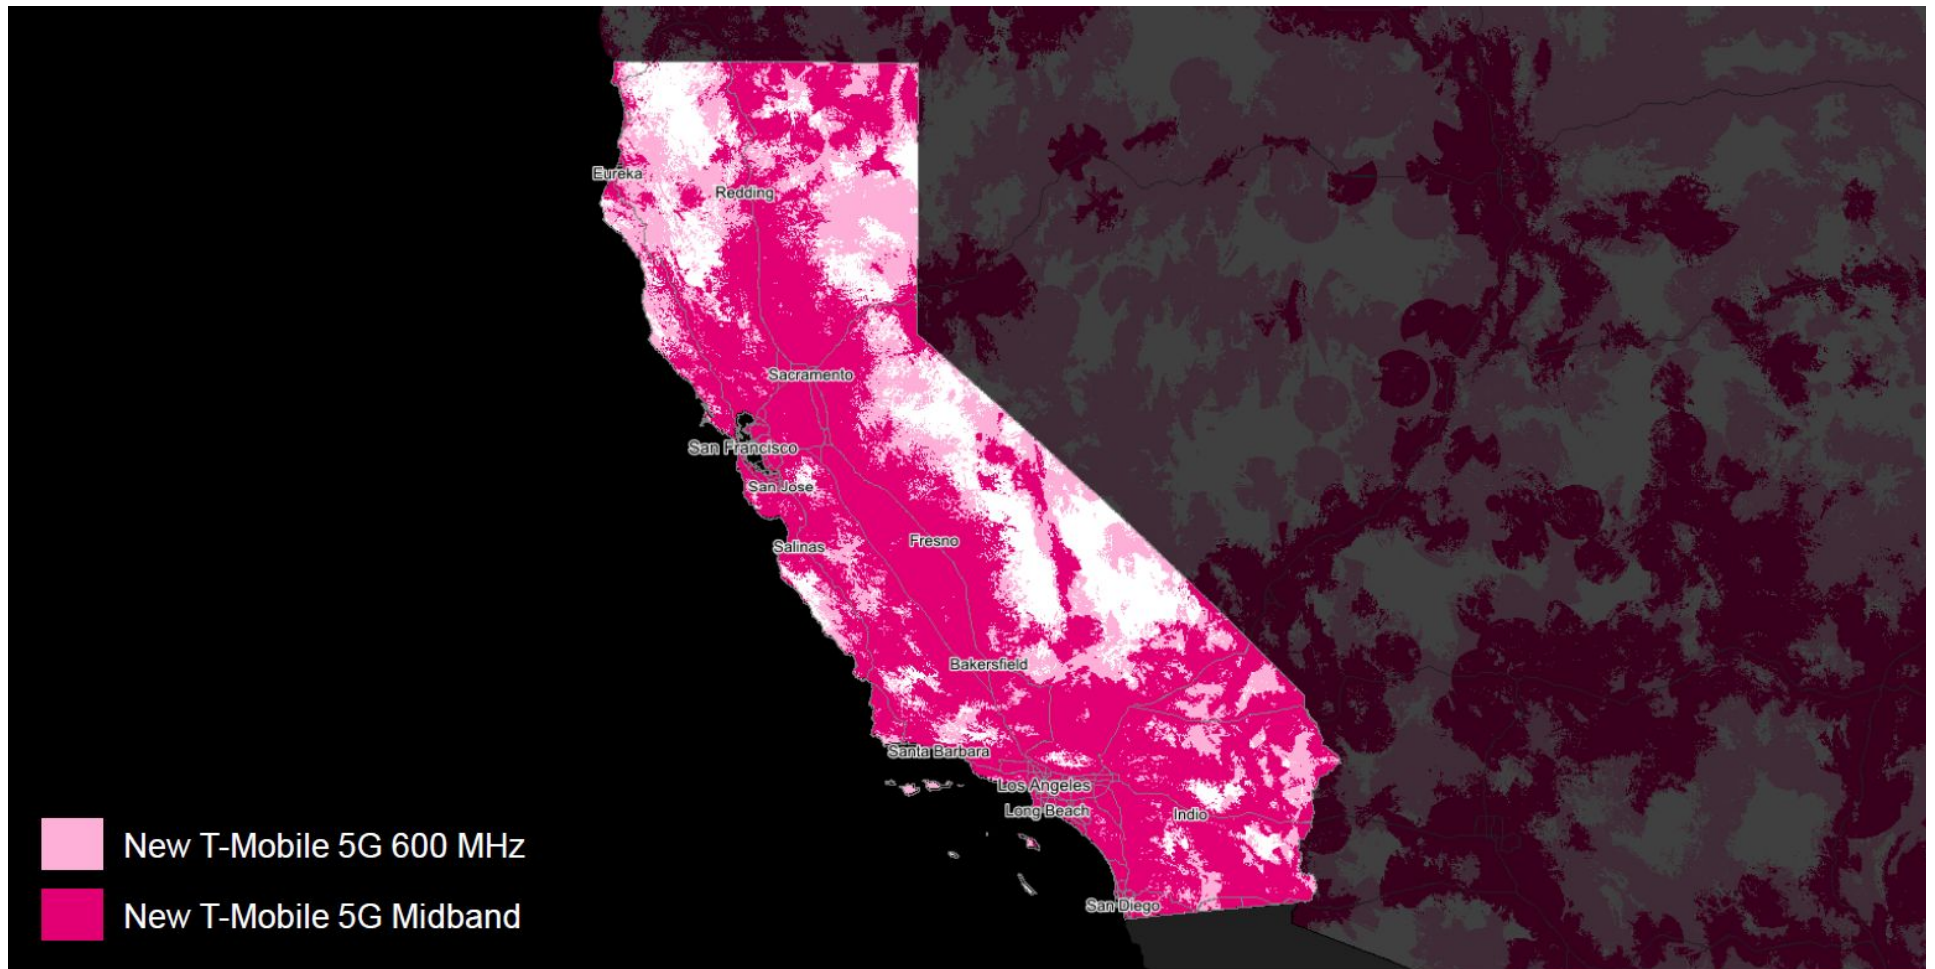 Eureka
Redding
Sacramento
San Francisco
San Jose
Salinas
Fresno
Bakersfield
Santa Barbara
Los Angeles
Long Beach
Indio
San Diego
New T-Mobile 5G 600 MHz
New T-Mobile 5G Midband